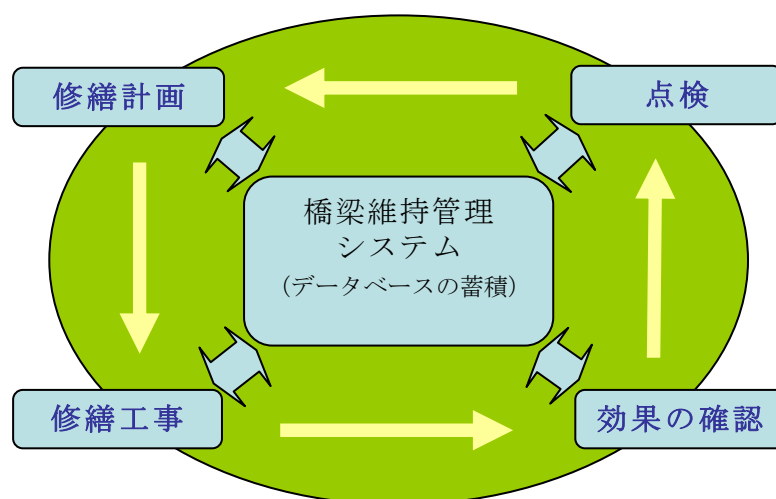 修繕計画
点検
橋梁維持管理
システム
(データベースの蓄積)
修繕工事
効果の確認